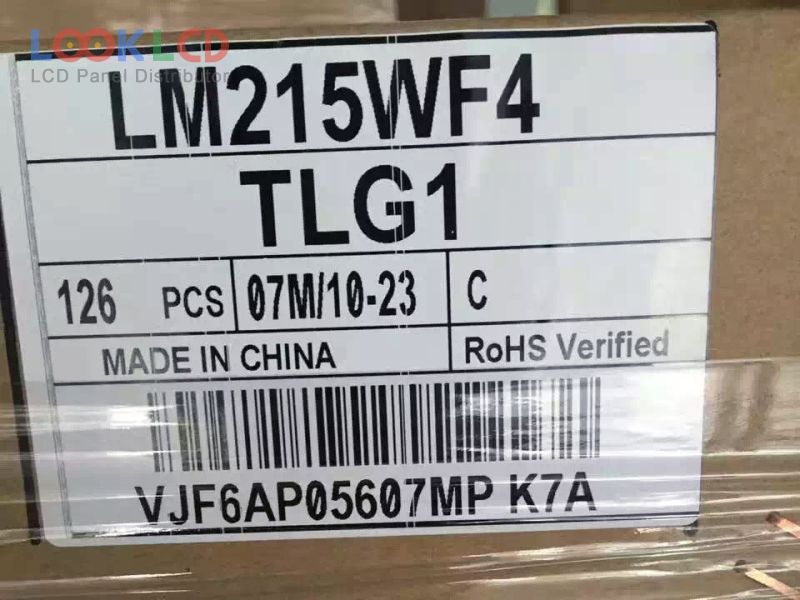 LOOKLCD
LCD Panel Distributor
LM215WF4
TLG1
126 PCS 07M/10-23 C
MADE IN CHINA RoHS Verified
VJF6AP05607MP K7A